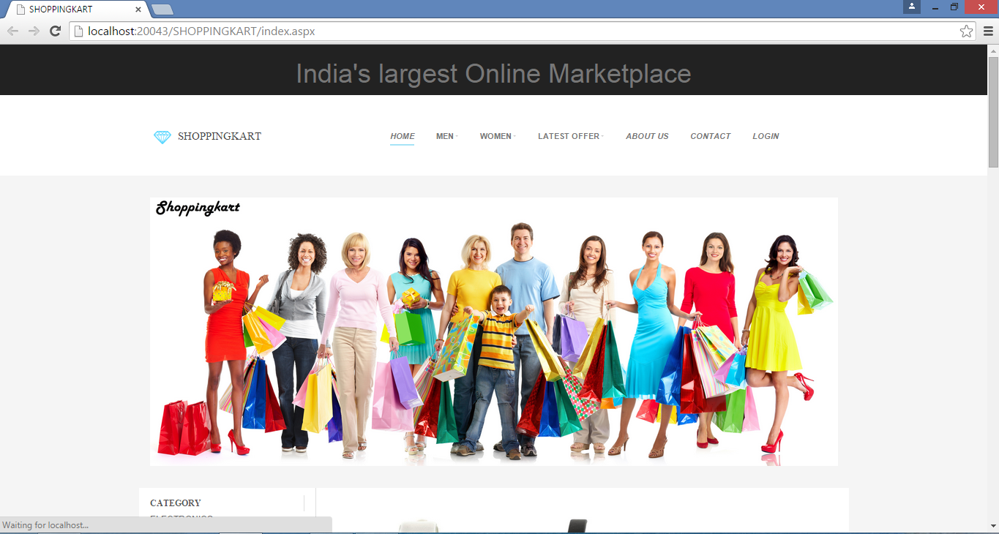 SHOPPINGKART
localhost:20043/SHOPPINGKART/index.aspx
India's largest Online Marketplace
SHOPPINGKART HOME MEN WOMEN LATEST OFFER ABOUT US CONTACT LOGIN
Shoppingkart
CATEGORY
ELECTRONICS
Waiting for localhost...